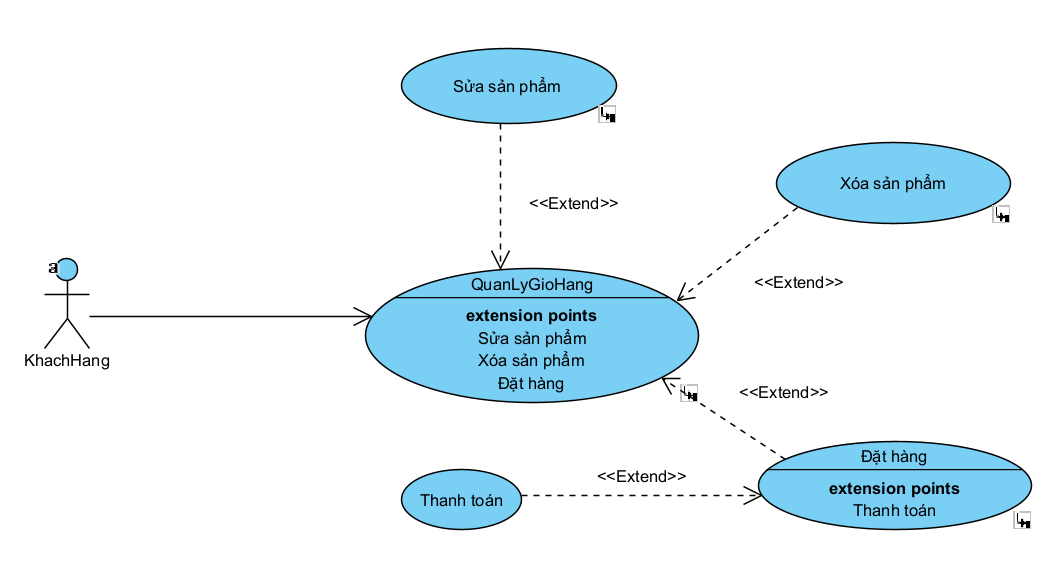 Sửa sản phẩm
<<Extend>>
Xóa sản phẩm
<<Extend>>
a
KhachHang
QuanLyGioHang
extension points
Sửa sản phẩm
Xóa sản phẩm
Đặt hàng
<<Extend>>
Thanh toán
<<Extend>>
Đặt hàng
extension points
Thanh toán